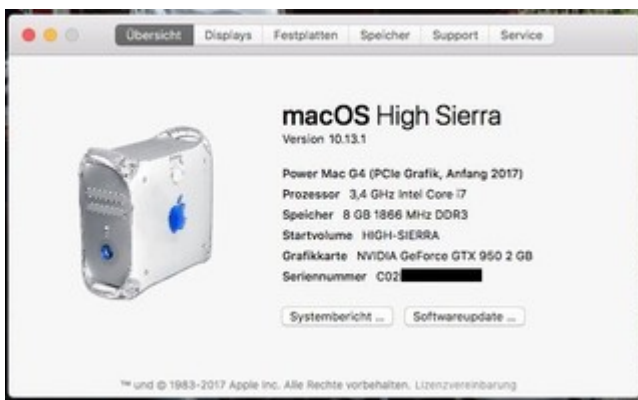 Übersicht Displays Festplatten Speicher Support Service
macOS High Sierra
Version 10.13.1
Power Mac G4 (PCIe Grafik, Anfang 2017)
Prozessor 3,4 GHz Intel Core i7
Speicher 8 GB 1866 MHz DDR3
Startvolume HIGH-SIERRA
Grafikkarte NVIDIA GeForce GTX 950 2 GB
Seriennummer C02
Systembericht ... Softwareupdate ...
™ und © 1983-2017 Apple Inc. Alle Rechte vorbehalten. Lizenzvereinbarung